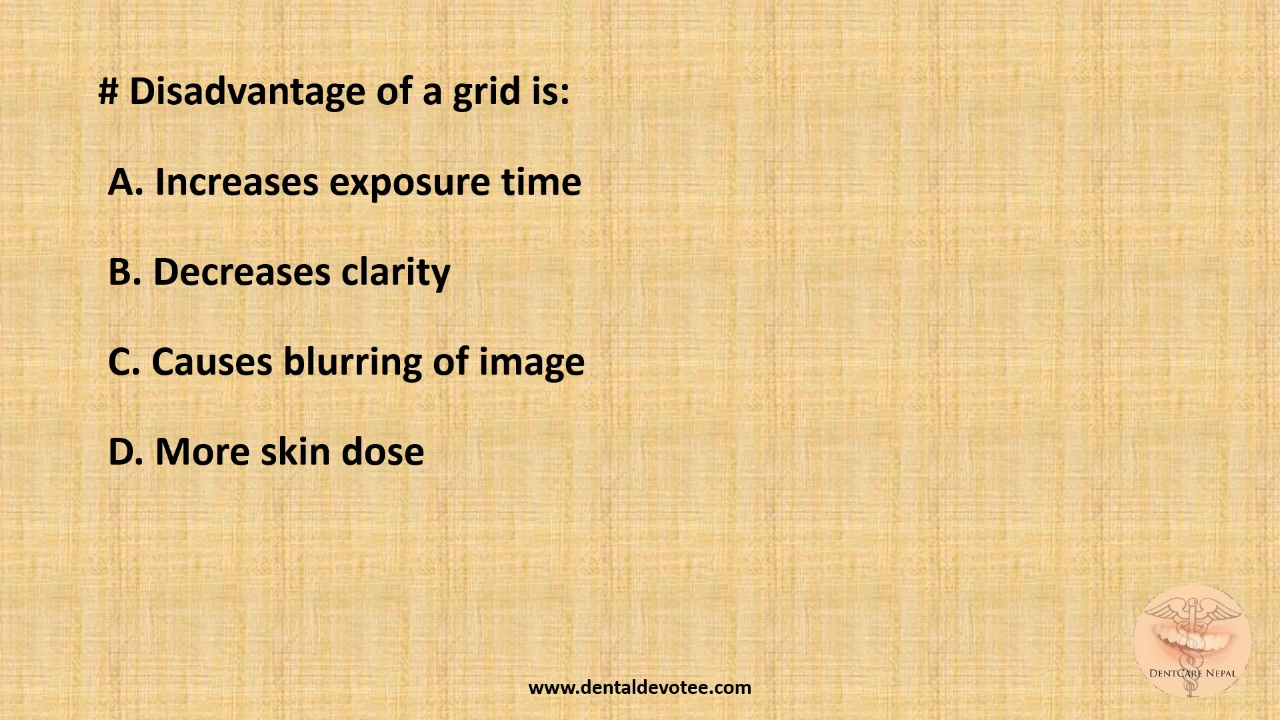 # Disadvantage of a grid is:
A. Increases exposure time
B. Decreases clarity
C. Causes blurring of image
D. More skin dose
DentCare Nepal
www.dentaldevotee.com